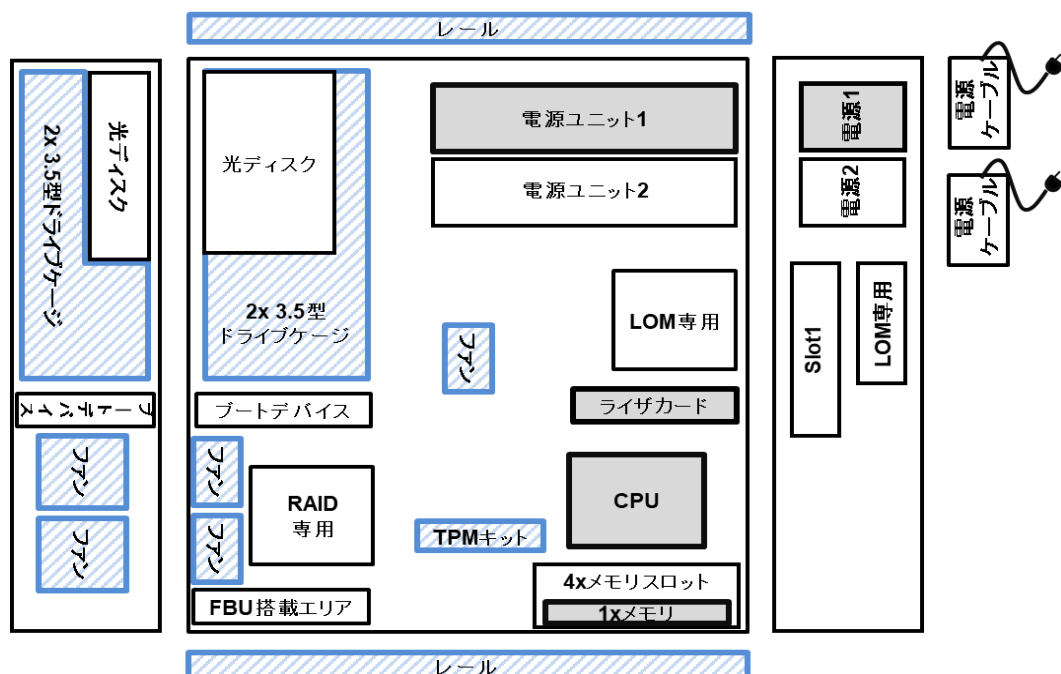 レール
光ディスク
2x 3.5型ドライブケージ
ブートデバイス
ファン
ファン
光ディスク
2x 3.5型
ドライブケージ
電源ユニット1
電源ユニット2
LOM専用
ファン
ブートデバイス
ライザカード
ファン
RAID
専用
CPU
ファン
TPMキット
4xメモリスロット
FBU搭載エリア
1xメモリ
電源1
電源2
Slot1
LOM専用
電源
ケーブル
電源
ケーブル
レール